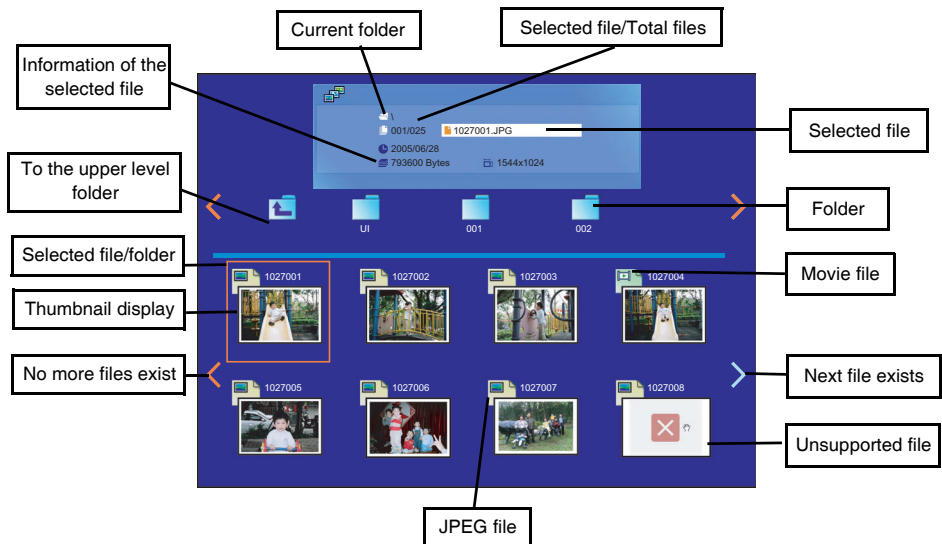 Current folder
Selected file/Total files
Information of the
selected file
\
001/025
1027001.JPG
Selected file
2005/06/28
793600 Bytes
1544x1024
To the upper level
folder
Folder
UI
001
002
Selected file/folder
1027001
1027002
1027003
1027004
Movie file
Thumbnail display
No more files exist
Next file exists
1027005
1027006
1027007
1027008
Unsupported file
JPEG file